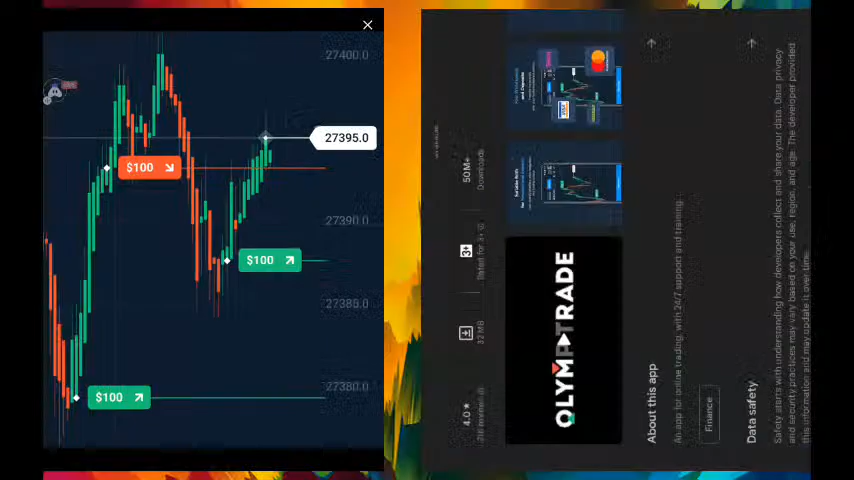 27400.0
27395.0
$100
27390.0
$100
27385.0
27380.0
$100
4.0 ★
32 MB
3+
Rated for 3+
50M+
Downloads
OLYMPTRADE
VISA
About this app
An app for online trading, with 24/7 support and training.
Finance
Data safety
Safety starts with understanding how developers collect and share your data. Data privacy
and security practices may vary based on your use, region, and age. The developer provided
this information and may update it over time.